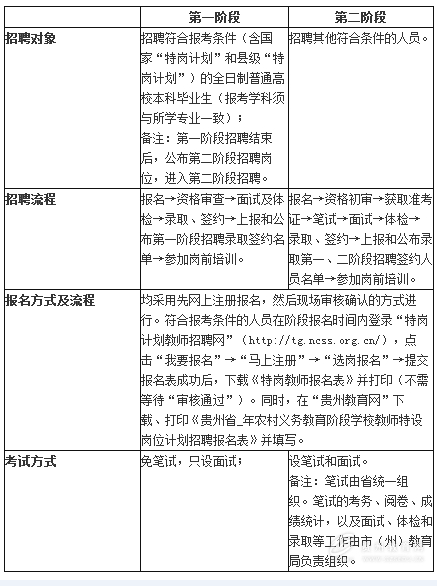 第一阶段 第二阶段
招聘对象
招聘符合报考条件（含国
家“特岗计划”和县级“特
岗计划”）的全日制普通高
校本科毕业生（报考学科须
与所学专业一致）；
备注：第一阶段招聘结束
后，公布第二阶段招聘岗
位，进入第二阶段招聘。
招聘其他符合条件的人员。
招聘流程
报名→资格审查→面试及体
检→录取、签约→上报和公
布第一阶段招聘录取签约名
单→参加岗前培训。
报名→资格初审→获取准考
证→笔试→面试→体检→
录取、签约→上报和公布录
取第一、二阶段招聘签约人
员名单→参加岗前培训。
报名方式及流程
均采用先网上注册报名，然后现场审核确认的方式进
行。符合报考条件的人员在阶段报名时间内登录“特岗
计划教师招聘网”（http://tg.ncss.org.cn/），点
击“我要报名”→“马上注册”→“选岗报名”→提交
报名表成功后，下载《特岗教师报名表》并打印（不需
等待“审核通过”）。同时，在“贵州教育网”下
载、打印《贵州省_年农村义务教育阶段学校教师特设
岗位计划招聘报名表》并填写。
考试方式
免笔试，只设面试；
设笔试和面试。
备注：笔试由省统一组
织。笔试的考务、阅卷、成
绩统计，以及面试、体检和
录取等工作由市（州）教育
局负责组织。